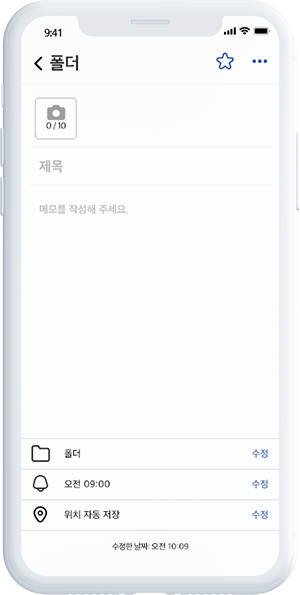 9:41
폴더
0 / 10
제목
메모를 작성해 주세요.
폴더 수정
오전 09:00 수정
위치 자동 저장 수정
수정한 날짜: 오전 10:09